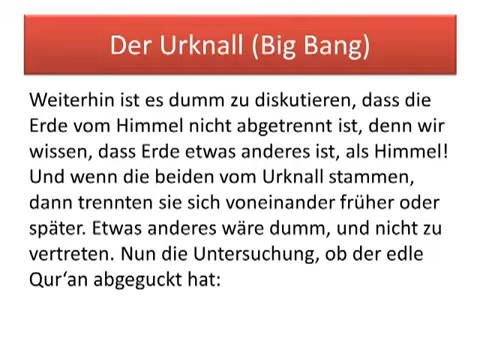 Der Urknall (Big Bang)
Weiterhin ist es dumm zu diskutieren, dass die
Erde vom Himmel nicht abgetrennt ist, denn wir
wissen, dass Erde etwas anderes ist, als Himmel!
Und wenn die beiden vom Urknall stammen,
dann trennten sie sich voneinander früher oder
später. Etwas anderes wäre dumm, und nicht zu
vertreten. Nun die Untersuchung, ob der edle
Qur‘an abgeguckt hat: